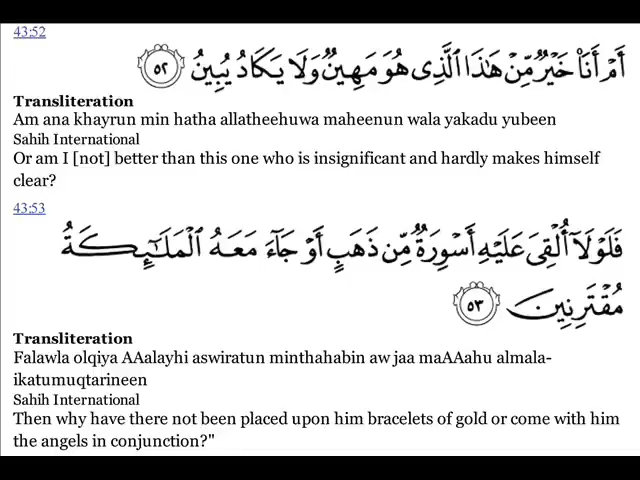 43:52
أَمْ أَنَا۠ خَيْرٌ مِّنْ هَٰذَا ٱلَّذِى هُوَ مَهِينٌ وَلَا يَكَادُ يُبِينُ ٥٢
Transliteration
Am ana khayrun min hatha allatheehuwa maheenun wala yakadu yubeen
Sahih International
Or am I [not] better than this one who is insignificant and hardly makes himself
clear?
43:53
فَلَوْلَآ أُلْقِىَ عَلَيْهِ أَسْوِرَةٌ مِّن ذَهَبٍ أَوْ جَآءَ مَعَهُ ٱلْمَلَٰٓئِكَةُ
مُقْتَرِنِينَ ٥٣
Transliteration
Falawla olqiya AAalayhi aswiratun minthahabin aw jaa maAAahu almala-
ikatumuqtarineen
Sahih International
Then why have there not been placed upon him bracelets of gold or come with him
the angels in conjunction?"